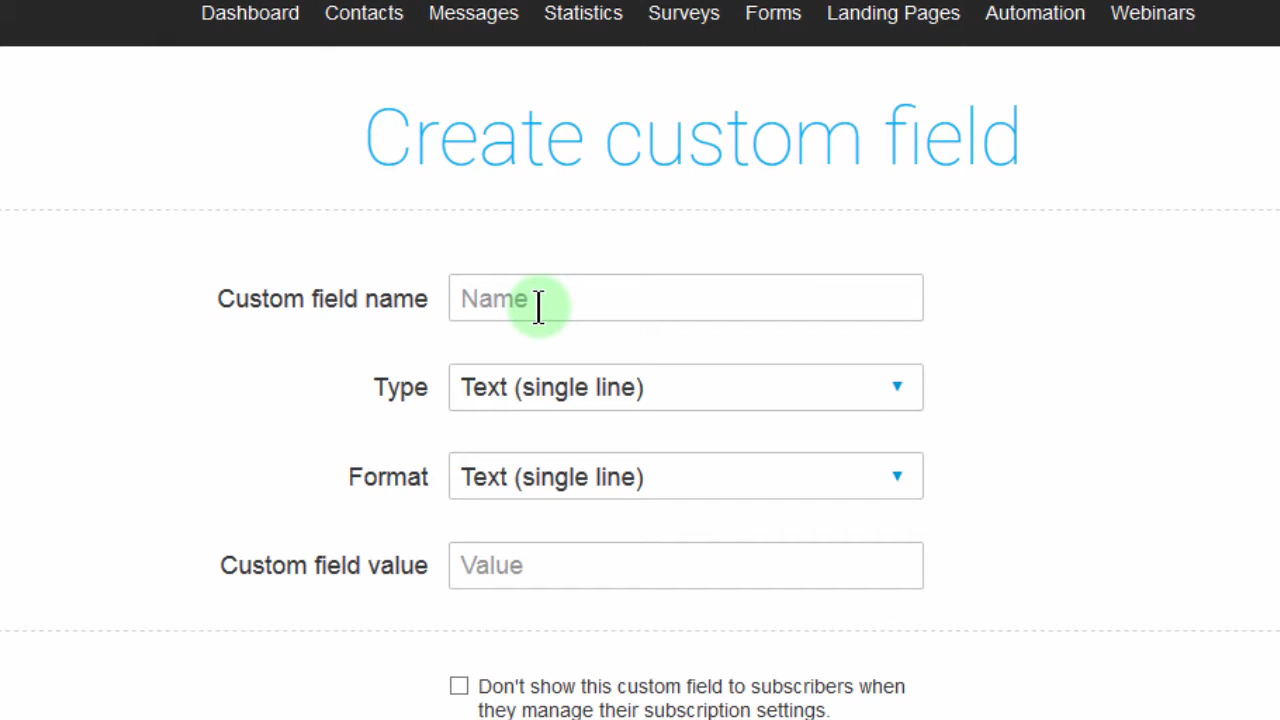 Dashboard Contacts Messages Statistics Surveys Forms Landing Pages Automation Webinars
Create custom field
Custom field name Name
Type Text (single line)
Format Text (single line)
Custom field value Value
Don't show this custom field to subscribers when
they manage their subscription settings.